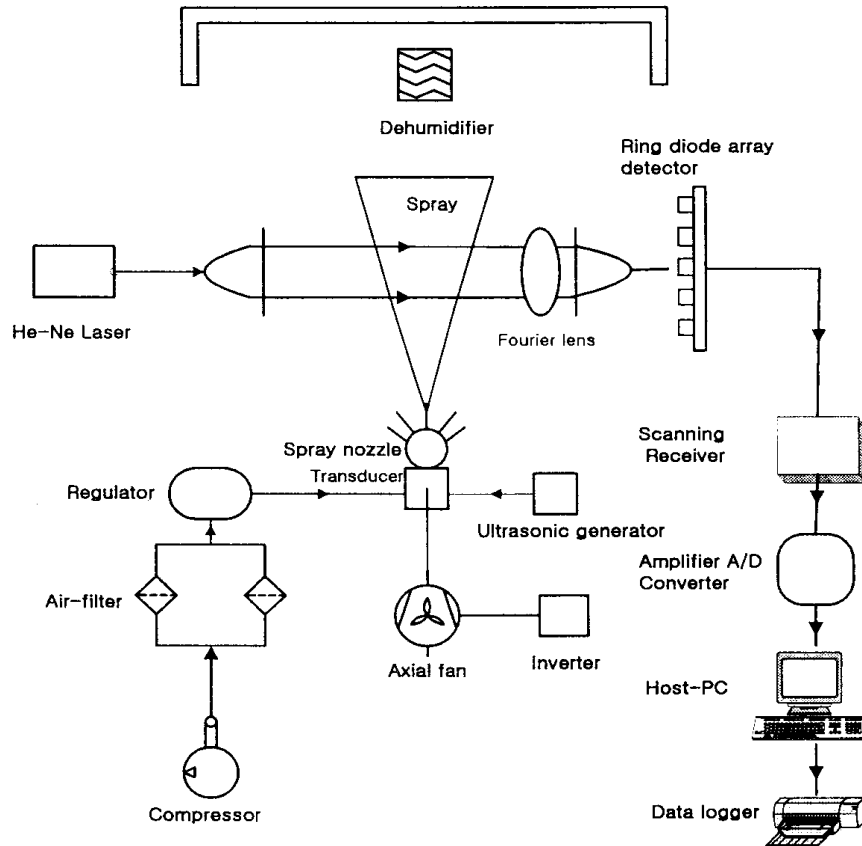 Dehumidifier
Ring diode array
detector
Spray
He-Ne Laser
Fourier lens
Spray nozzle
Transducer
Regulator
Ultrasonic generator
Scanning
Receiver
Air-filter
Amplifier A/D
Converter
Axial fan
Inverter
Host-PC
Compressor
Data logger